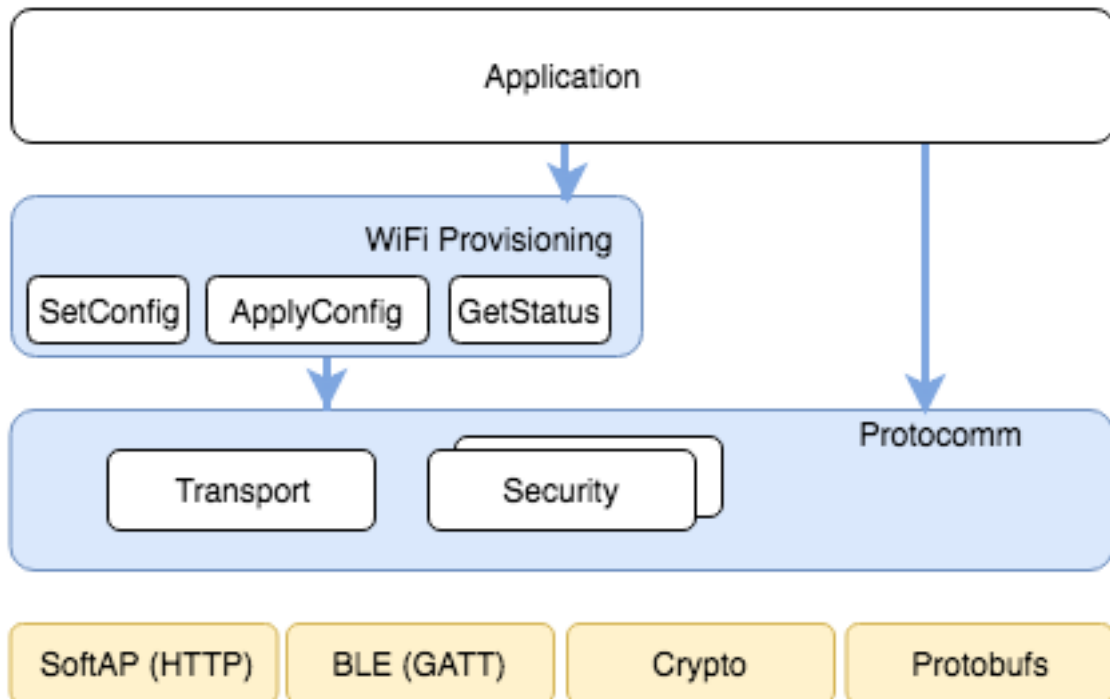 Application
WiFi Provisioning
SetConfig
ApplyConfig
GetStatus
Protocomm
Transport
Security
SoftAP (HTTP)
BLE (GATT)
Crypto
Protobufs